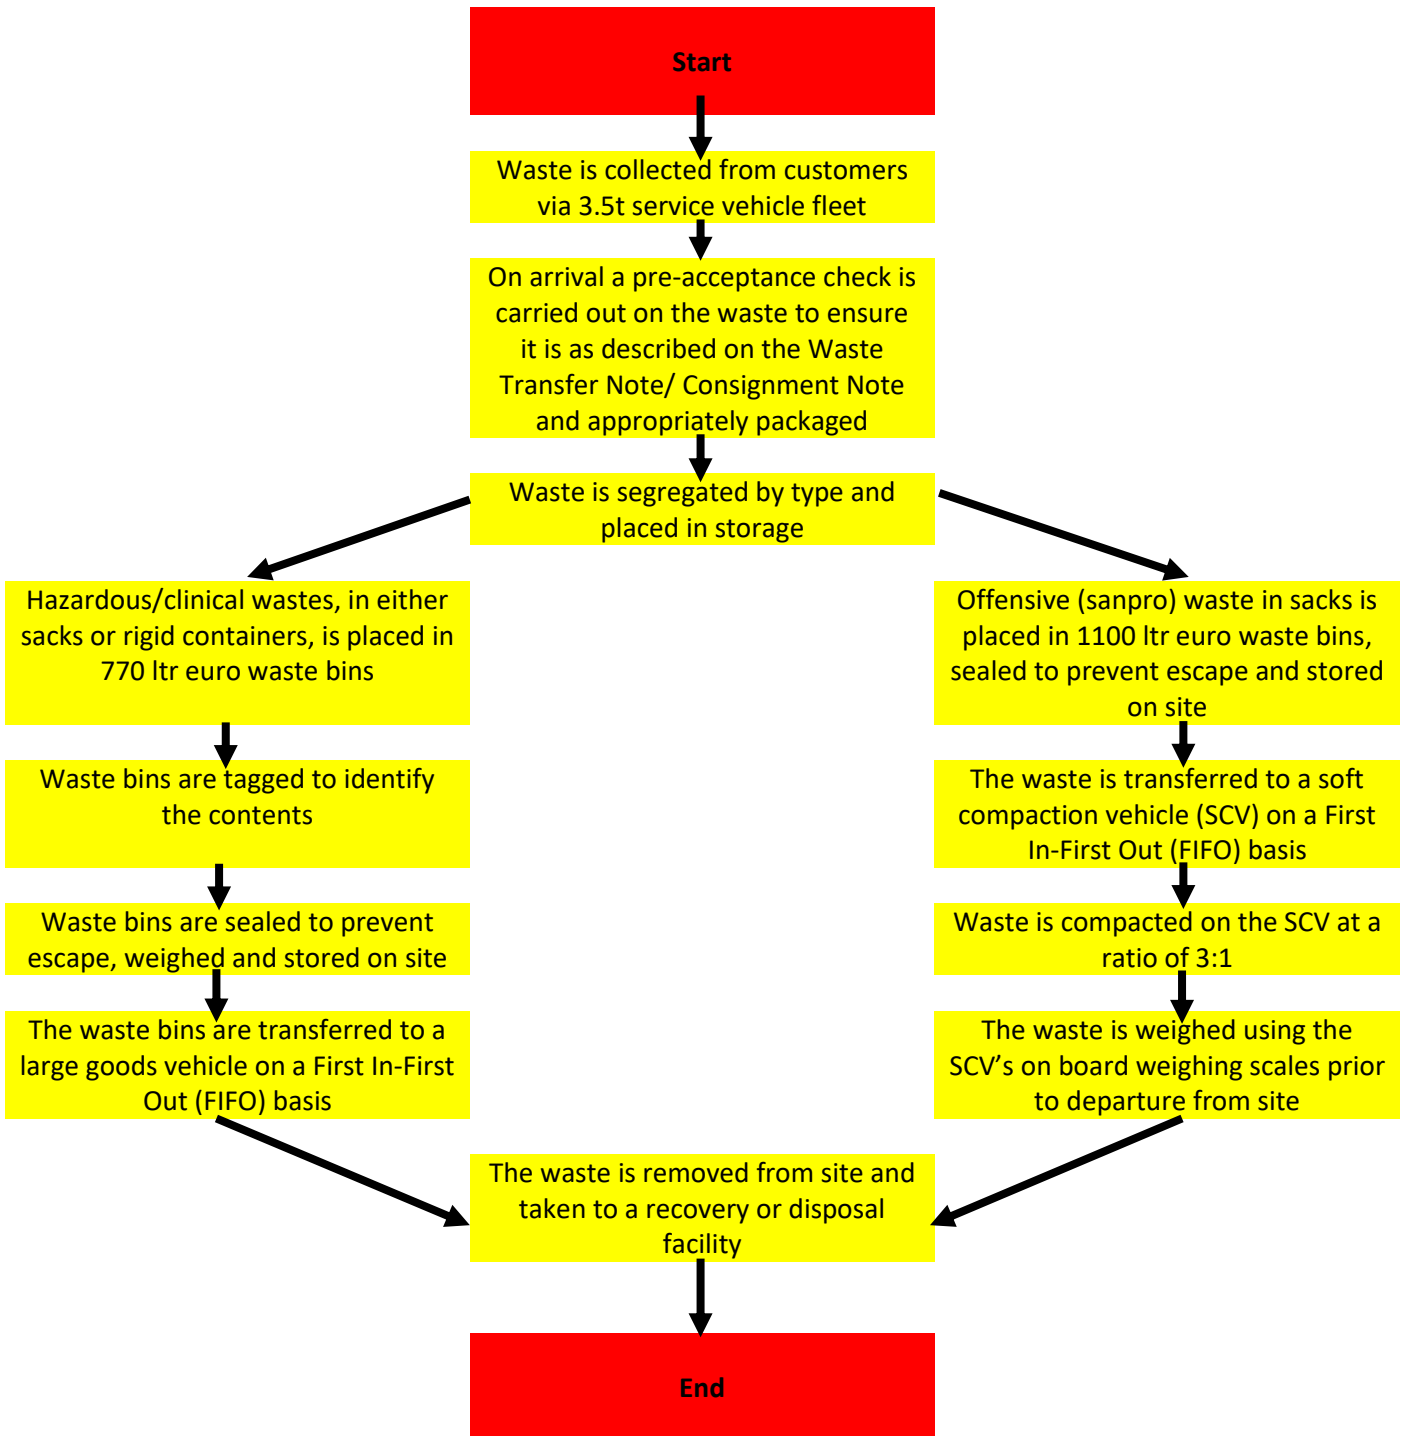 Start
Waste is collected from customers
via 3.5t service vehicle fleet
On arrival a pre-acceptance check is
carried out on the waste to ensure
it is as described on the Waste
Transfer Note/ Consignment Note
and appropriately packaged
Waste is segregated by type and
placed in storage
Hazardous/clinical wastes, in either
sacks or rigid containers, is placed in
770 ltr euro waste bins
Waste bins are tagged to identify
the contents
Waste bins are sealed to prevent
escape, weighed and stored on site
The waste bins are transferred to a
large goods vehicle on a First In-First
Out (FIFO) basis
Offensive (sanpro) waste in sacks is
placed in 1100 ltr euro waste bins,
sealed to prevent escape and stored
on site
The waste is transferred to a soft
compaction vehicle (SCV) on a First
In-First Out (FIFO) basis
Waste is compacted on the SCV at a
ratio of 3:1
The waste is weighed using the
SCV’s on board weighing scales prior
to departure from site
The waste is removed from site and
taken to a recovery or disposal
facility
End